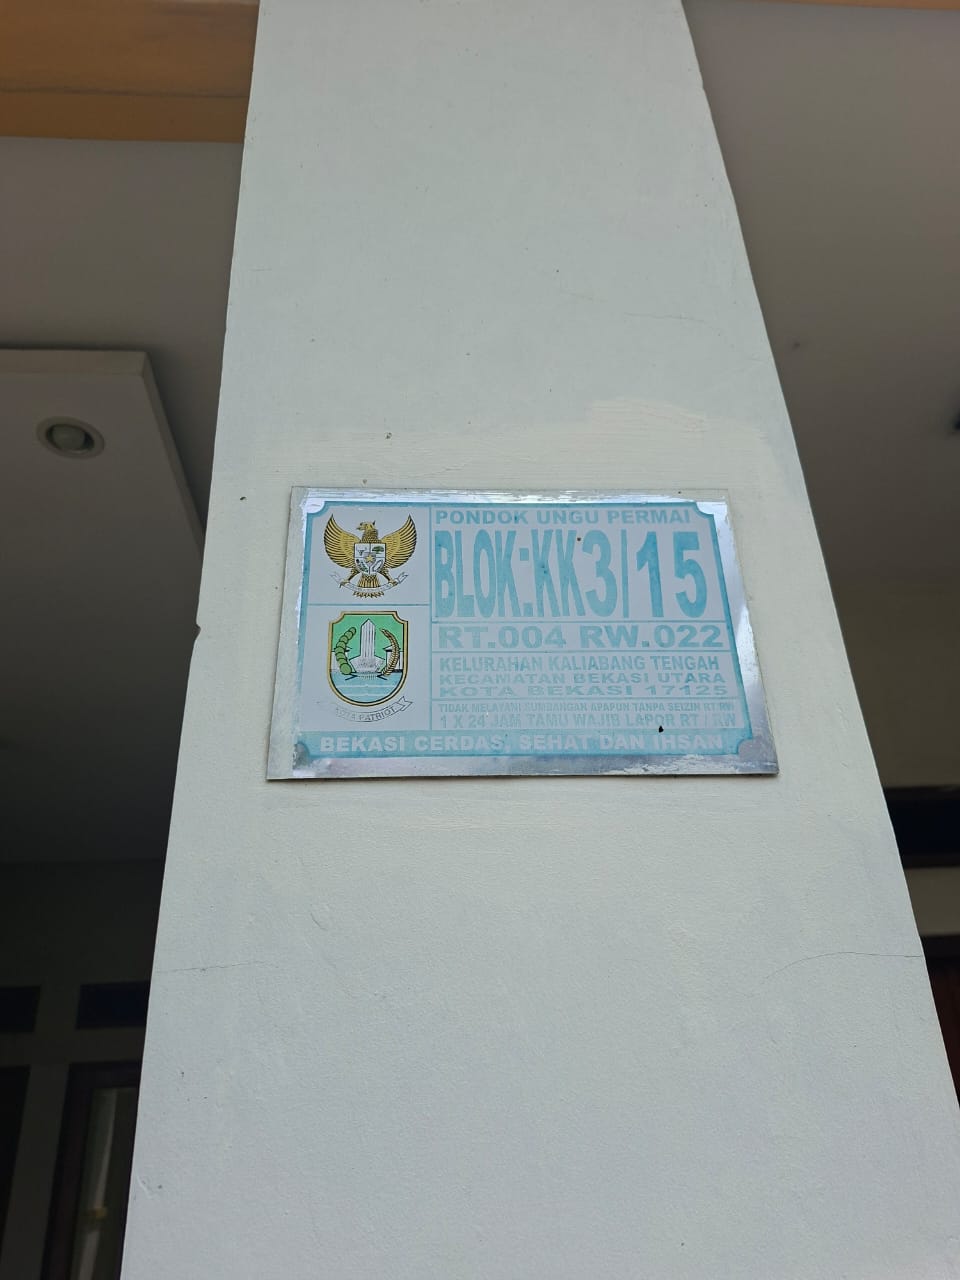 PONDOK UNGU PERMAI
BLOK:KK3/15
RT.004 RW.022
KELURAHAN KALIABANG TENGAH
KECAMATAN BEKASI UTARA
KOTA BEKASI 17125
TIDAK MELAYANI SUMBANGAN APAPUN TANPA SEIZIN RT/RW
1 X 24 JAM TAMU WAJIB LAPOR RT / RW
KOTA PATRIOT
BEKASI CERDAS, SEHAT DAN IHSAN